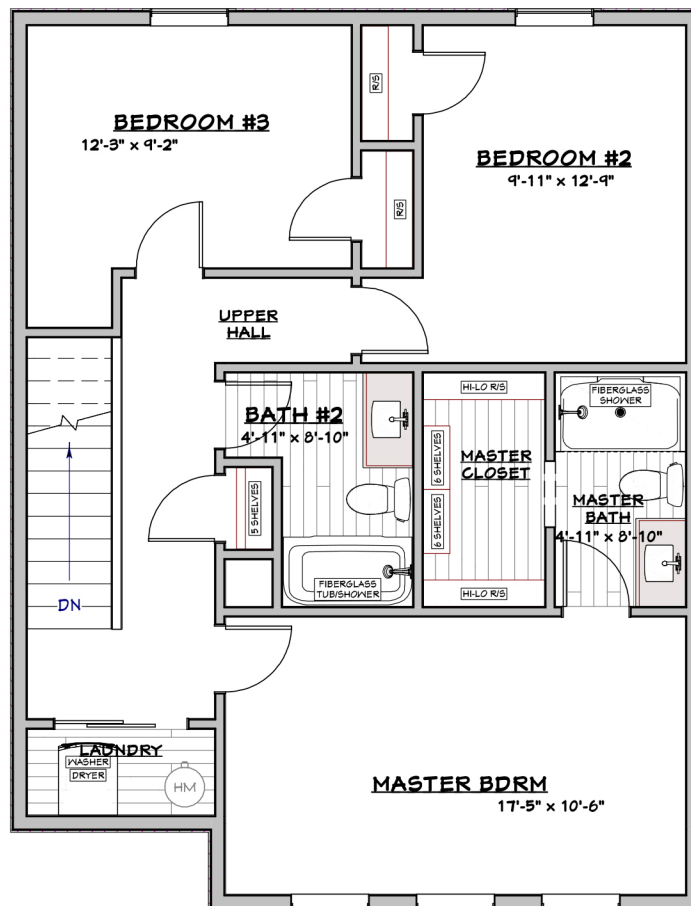 BEDROOM #3
12'-3" x 9'-2"
R/S
BEDROOM #2
9'-11" x 12'-9"
R/S
UPPER
HALL
BATH #2
4'-11" x 8'-10"
HI-LO R/S
FIBERGLASS
SHOWER
6 SHELVES
MASTER
CLOSET
5 SHELVES
6 SHELVES
MASTER
BATH
4'-11" x 8'-10"
FIBERGLASS
TUB/SHOWER
HI-LO R/S
DN
LAUNDRY
WASHER
DRYER
HM
MASTER BDRM
17'-5" x 10'-6"